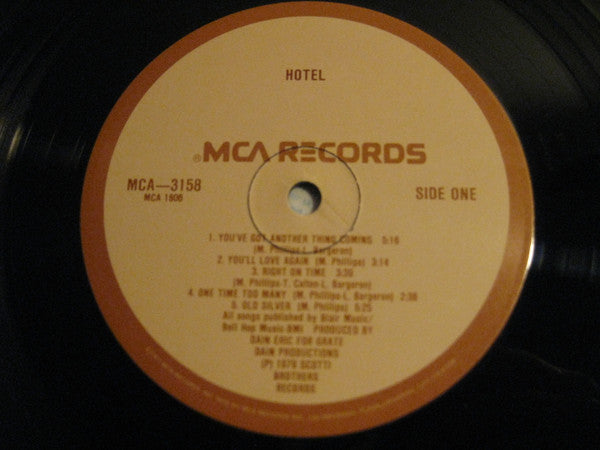 HOTEL
®MCA RECORDS
MCA—3158
MCA 1606
SIDE ONE
1. YOU'VE GOT ANOTHER THING COMING 5:16
(M. Phillips-L. Bargeron)
2. YOU'LL LOVE AGAIN (M. Phillips) 3:14
3. RIGHT ON TIME 3:36
(M. Phillips-T. Colton-L. Bargeron)
4. ONE TIME TOO MANY (M. Phillips-L. Bargeron) 2:38
5. OLD SILVER (M. Phillips) 5:25
All songs published by Blair Music/
Bell Hop Music-BMI PRODUCED BY
DAIN ERIC FOR GRATE
DAIN PRODUCTIONS
(P) 1979 SCOTTI
BROTHERS
RECORDS